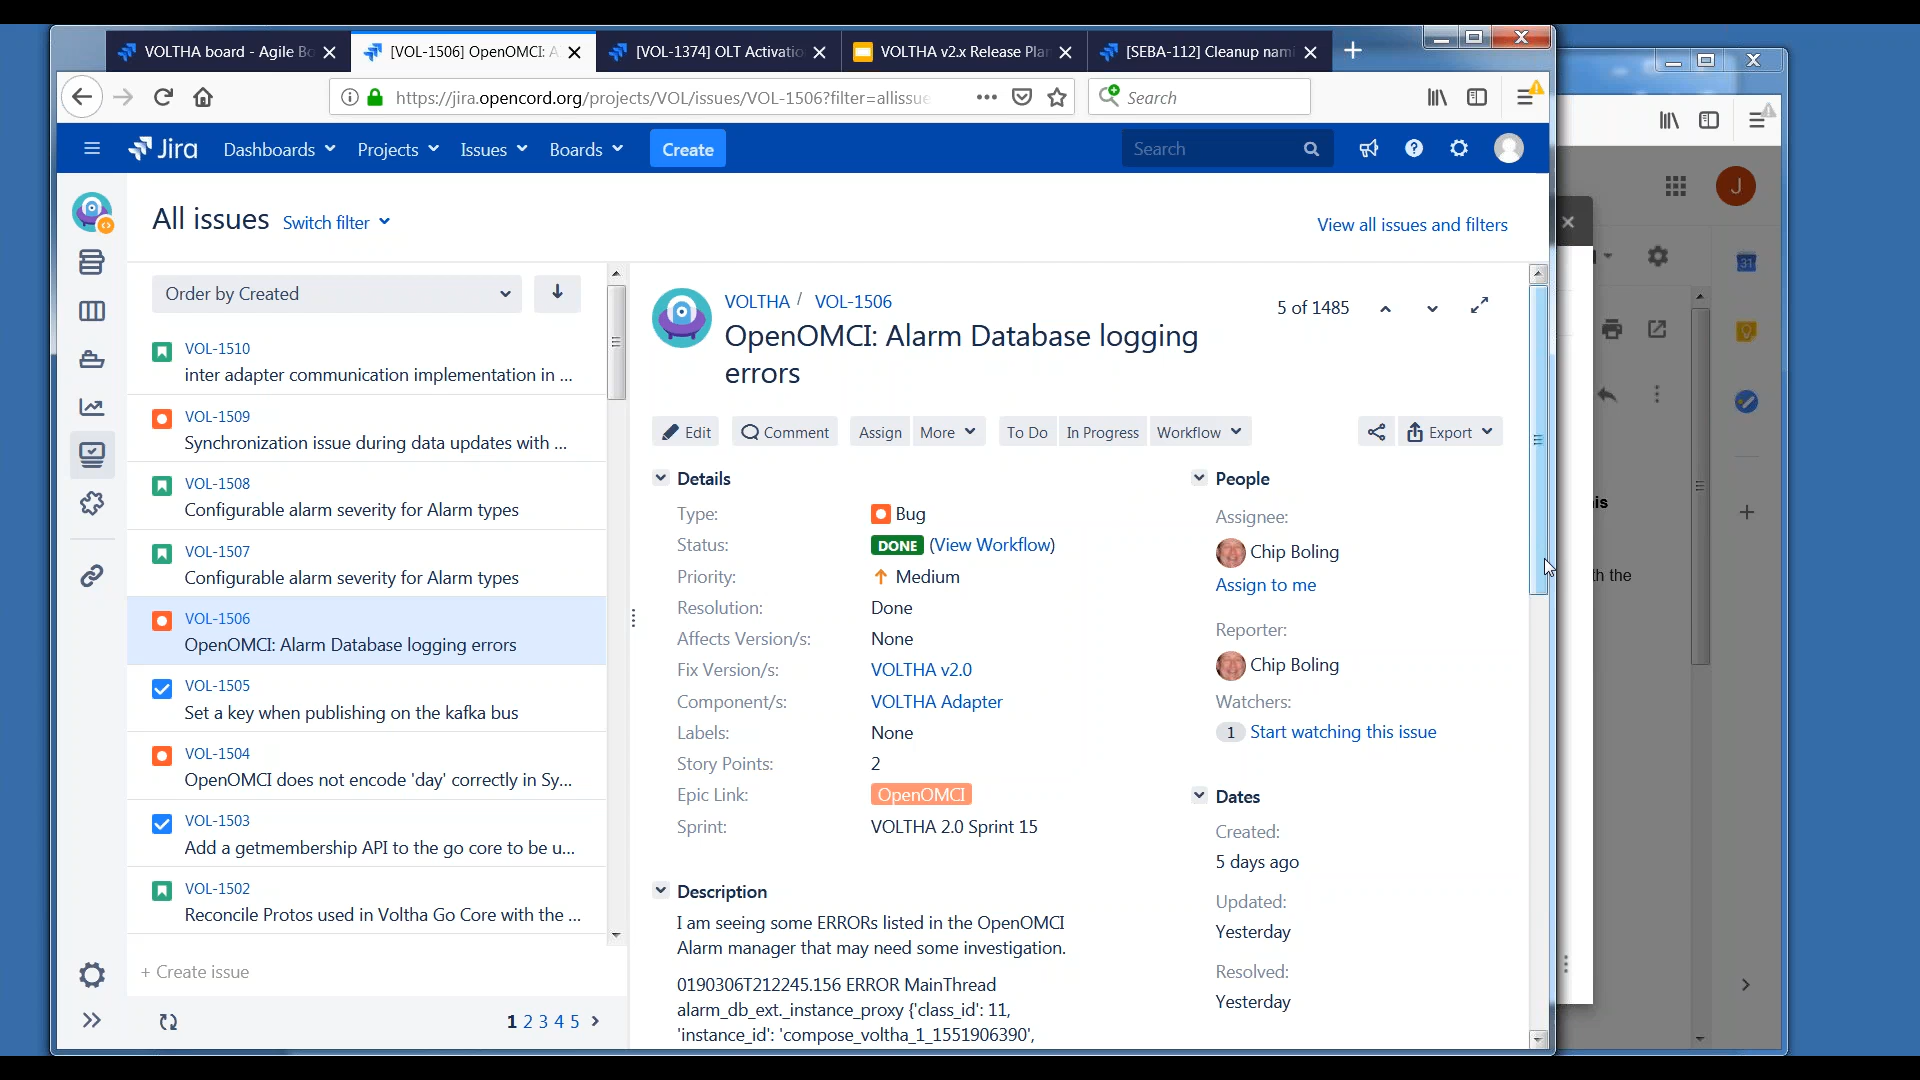 VOLTHA board - Agile Bo
[VOL-1506] OpenOMCI: A
[VOL-1374] OLT Activatio
VOLTHA v2.x Release Plan
[SEBA-112] Cleanup nami
https://jira.opencord.org/projects/VOL/issues/VOL-1506?filter=allissue
Search
Jira
Dashboards
Projects
Issues
Boards
Create
Search
All issues
Switch filter
View all issues and filters
Order by Created
VOL-1510
inter adapter communication implementation in ...
VOL-1509
Synchronization issue during data updates with ...
VOL-1508
Configurable alarm severity for Alarm types
VOL-1507
Configurable alarm severity for Alarm types
VOL-1506
OpenOMCI: Alarm Database logging errors
VOL-1505
Set a key when publishing on the kafka bus
VOL-1504
OpenOMCI does not encode 'day' correctly in Sy...
VOL-1503
Add a getmembership API to the go core to be u...
VOL-1502
Reconcile Protos used in Voltha Go Core with the ...
+ Create issue
1 2 3 4 5
VOLTHA / VOL-1506
5 of 1485
OpenOMCI: Alarm Database logging
errors
Edit
Comment
Assign
More
To Do
In Progress
Workflow
Export
Details
Type: Bug
Status: DONE (View Workflow)
Priority: Medium
Resolution: Done
Affects Version/s: None
Fix Version/s: VOLTHA v2.0
Component/s: VOLTHA Adapter
Labels: None
Story Points: 2
Epic Link: OpenOMCI
Sprint: VOLTHA 2.0 Sprint 15
Description
I am seeing some ERRORs listed in the OpenOMCI
Alarm manager that may need some investigation.
0190306T212245.156 ERROR MainThread
alarm_db_ext._instance_proxy {'class_id': 11,
'instance_id': 'compose_voltha_1_1551906390',
People
Assignee:
Chip Boling
Assign to me
Reporter:
Chip Boling
Watchers:
1 Start watching this issue
Dates
Created:
5 days ago
Updated:
Yesterday
Resolved:
Yesterday
J
31
is
th the